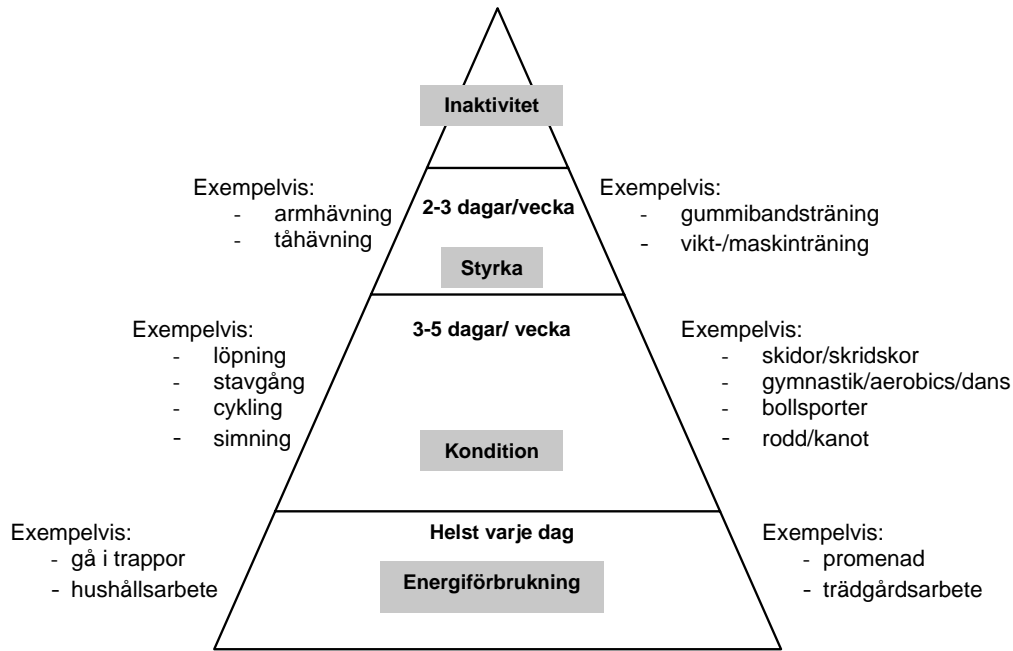 Inaktivitet
Exempelvis:
- armhävning
- tåhävning
2-3 dagar/vecka
Styrka
Exempelvis:
- gummibandsträning
- vikt-/maskinträning
Exempelvis:
- löpning
- stavgång
- cykling
- simning
3-5 dagar/ vecka
Kondition
Exempelvis:
- skidor/skridskor
- gymnastik/aerobics/dans
- bollsporter
- rodd/kanot
Exempelvis:
- gå i trappor
- hushållsarbete
Helst varje dag
Energiförbrukning
Exempelvis:
- promenad
- trädgårdsarbete